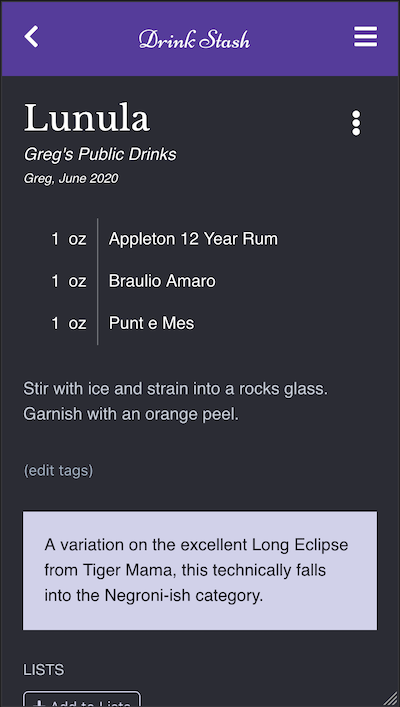 Drink Stash
Lunula
Greg's Public Drinks
Greg, June 2020
1 oz Appleton 12 Year Rum
1 oz Braulio Amaro
1 oz Punt e Mes
Stir with ice and strain into a rocks glass.
Garnish with an orange peel.
(edit tags)
A variation on the excellent Long Eclipse
from Tiger Mama, this technically falls
into the Negroni-ish category.
LISTS
+ Add to Lists